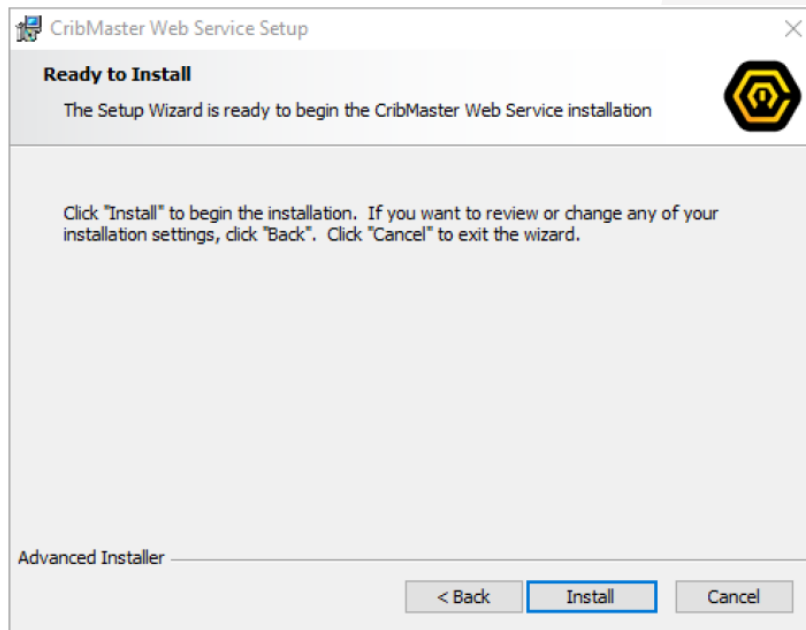 CribMaster Web Service Setup
Ready to Install
The Setup Wizard is ready to begin the CribMaster Web Service installation
Click "Install" to begin the installation.  If you want to review or change any of your
installation settings, click "Back".  Click "Cancel" to exit the wizard.
Advanced Installer
< Back
Install
Cancel